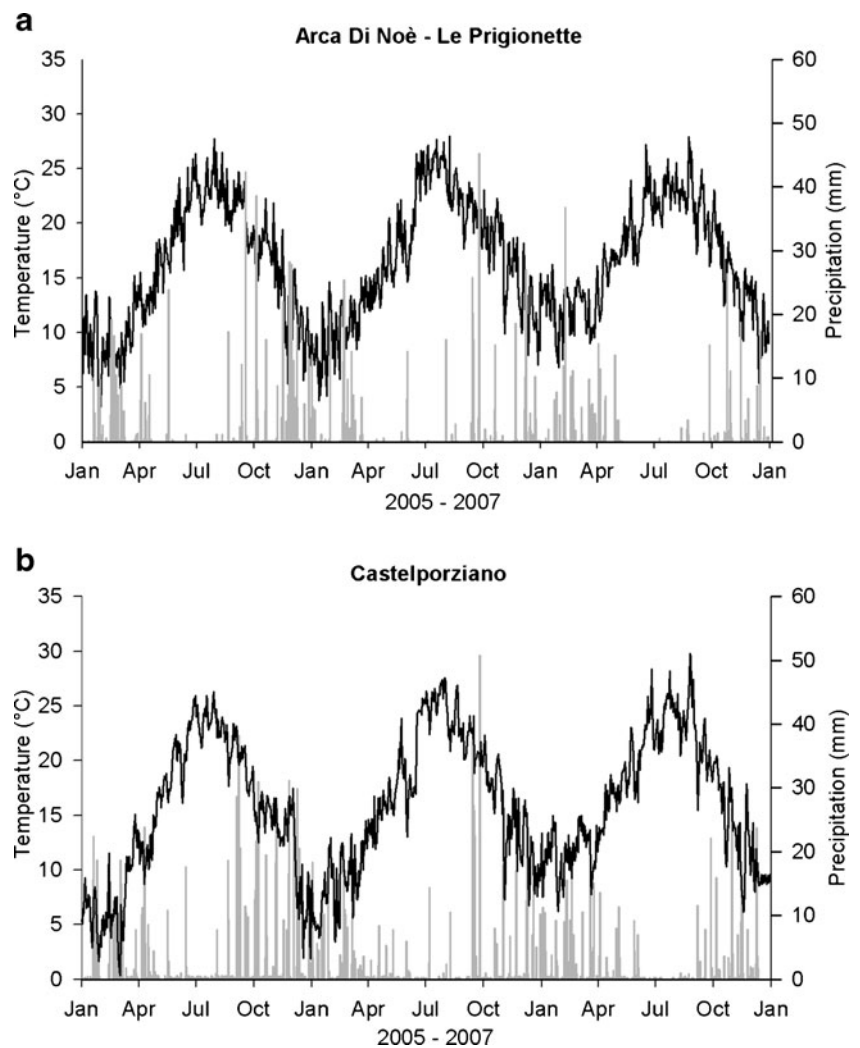 a
Arca Di Noè - Le Prigionette
Temperature (°C)
35
30
25
20
15
10
5
0
Precipitation (mm)
60
50
40
30
20
10
0
Jan Apr Jul Oct Jan Apr Jul Oct Jan Apr Jul Oct Jan
2005 - 2007
b
Castelporziano
Temperature (°C)
35
30
25
20
15
10
5
0
Precipitation (mm)
60
50
40
30
20
10
0
Jan Apr Jul Oct Jan Apr Jul Oct Jan Apr Jul Oct Jan
2005 - 2007